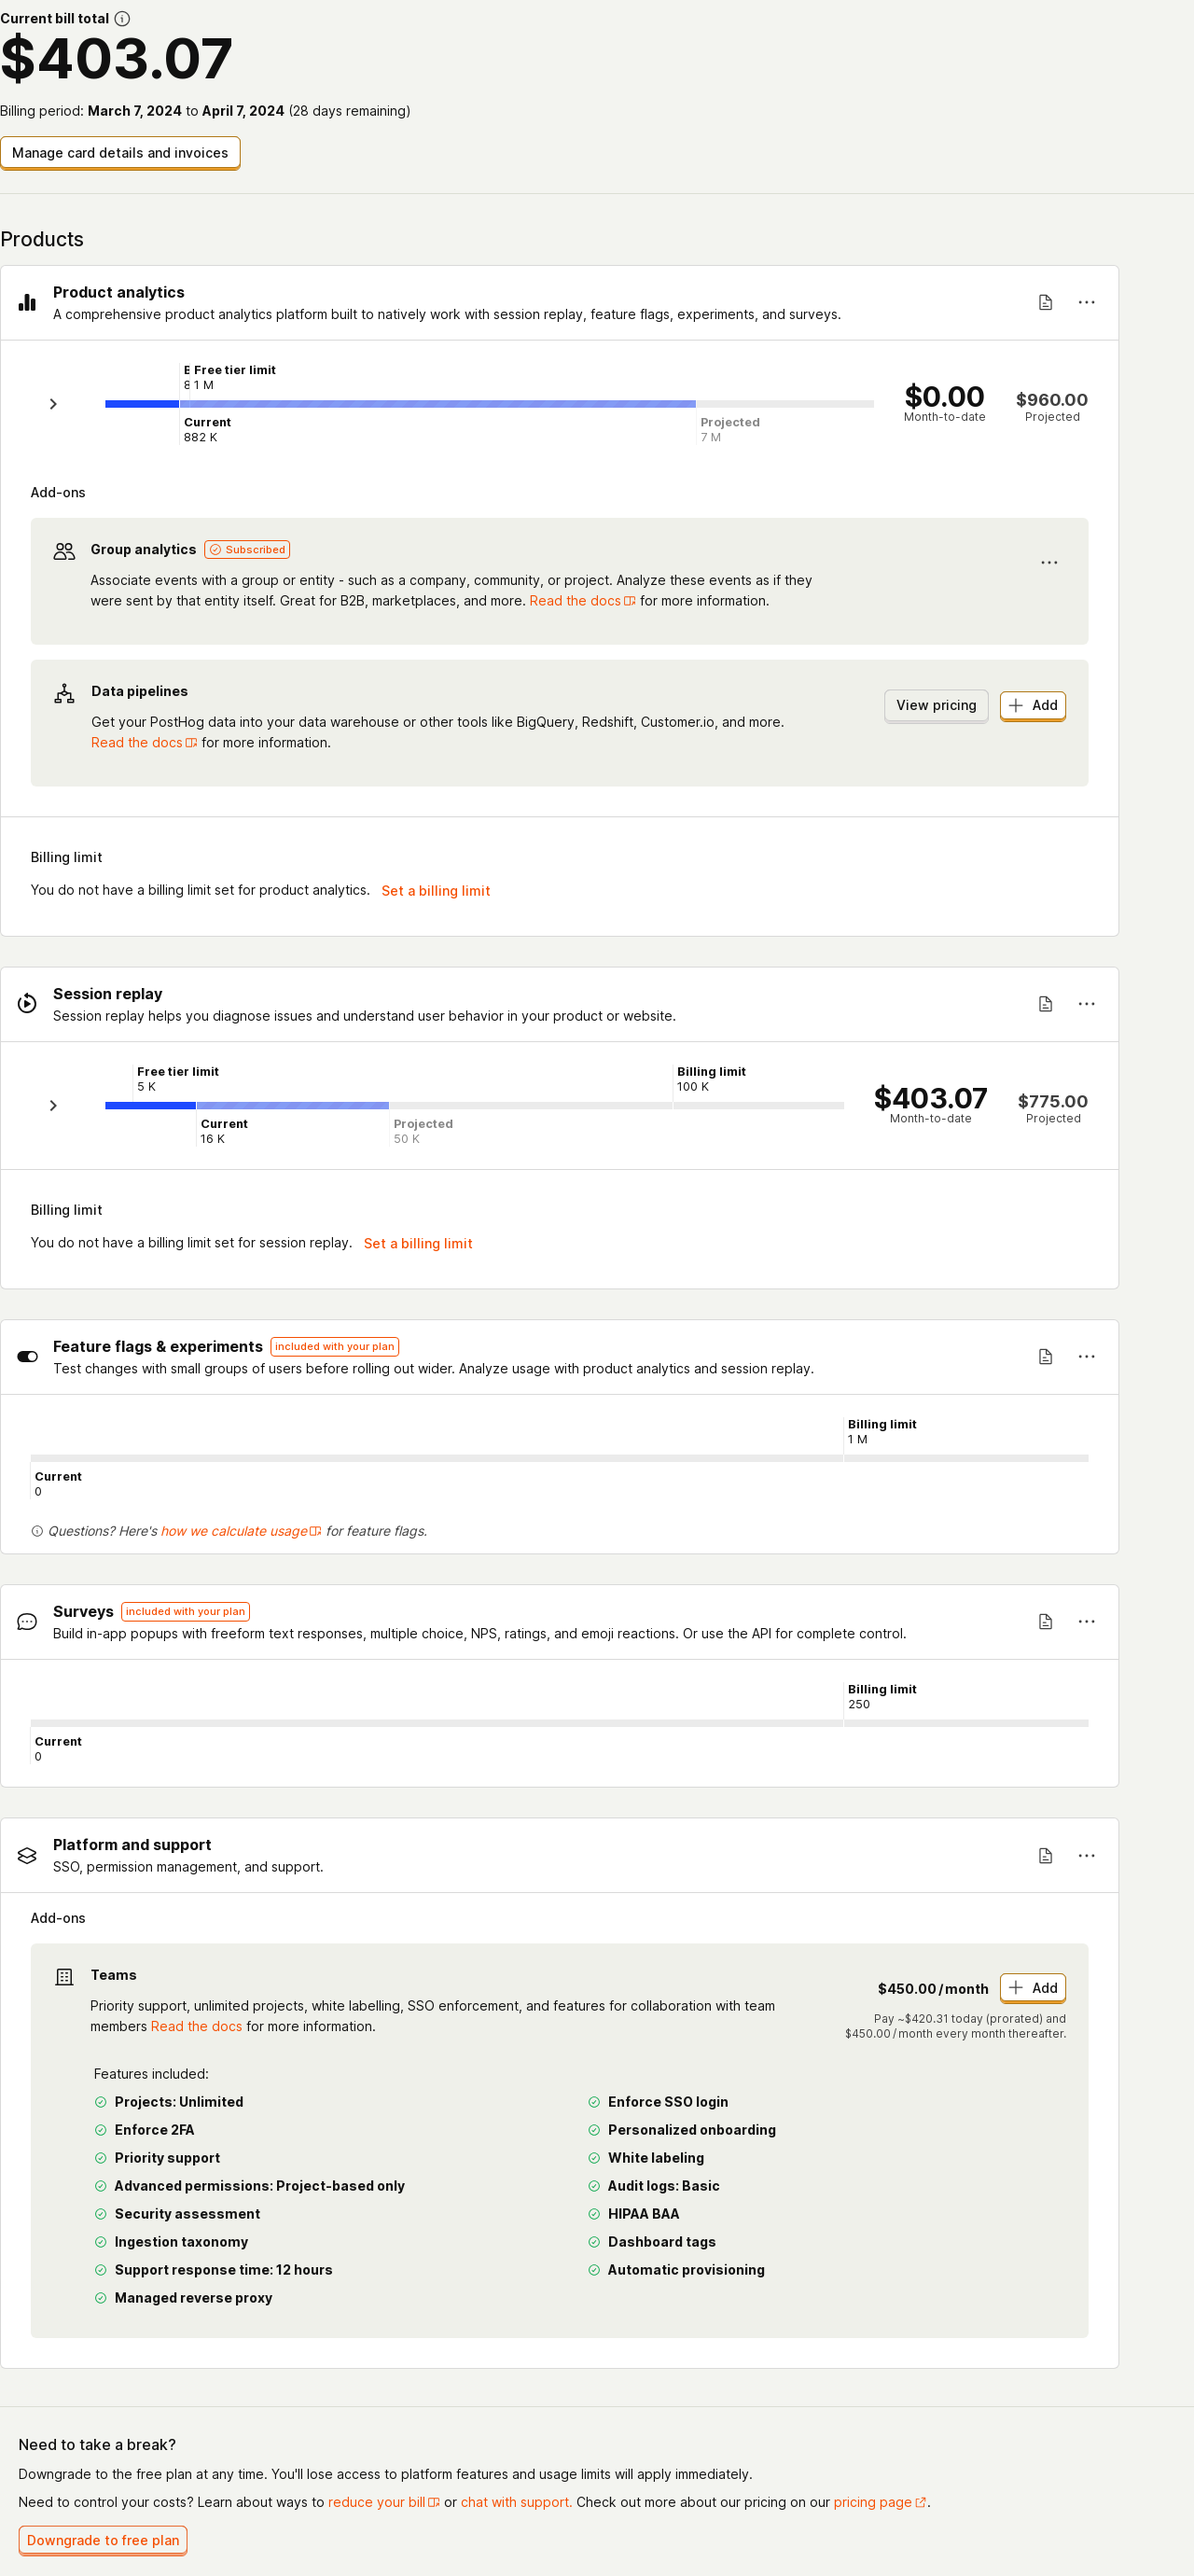 Current bill total
$403.07
Billing period: March 7, 2024 to April 7, 2024 (28 days remaining)
Manage card details and invoices
Products
Product analytics
A comprehensive product analytics platform built to natively work with session replay, feature flags, experiments, and surveys.
Free tier limit
1 M
Current
882 K
Projected
7 M
$0.00
Month-to-date
$960.00
Projected
Add-ons
Group analytics Subscribed
Associate events with a group or entity - such as a company, community, or project. Analyze these events as if they
were sent by that entity itself. Great for B2B, marketplaces, and more. Read the docs for more information.
Data pipelines
Get your PostHog data into your data warehouse or other tools like BigQuery, Redshift, Customer.io, and more.
Read the docs for more information.
View pricing
Add
Billing limit
You do not have a billing limit set for product analytics. Set a billing limit
Session replay
Session replay helps you diagnose issues and understand user behavior in your product or website.
Free tier limit
5 K
Billing limit
100 K
Current
16 K
Projected
50 K
$403.07
Month-to-date
$775.00
Projected
Billing limit
You do not have a billing limit set for session replay. Set a billing limit
Feature flags & experiments included with your plan
Test changes with small groups of users before rolling out wider. Analyze usage with product analytics and session replay.
Billing limit
1 M
Current
0
Questions? Here's how we calculate usage for feature flags.
Surveys included with your plan
Build in-app popups with freeform text responses, multiple choice, NPS, ratings, and emoji reactions. Or use the API for complete control.
Billing limit
250
Current
0
Platform and support
SSO, permission management, and support.
Add-ons
Teams
Priority support, unlimited projects, white labelling, SSO enforcement, and features for collaboration with team
members Read the docs for more information.
$450.00/month
Add
Pay ~$420.31 today (prorated) and
$450.00/month every month thereafter.
Features included:
Projects: Unlimited
Enforce 2FA
Priority support
Advanced permissions: Project-based only
Security assessment
Ingestion taxonomy
Support response time: 12 hours
Managed reverse proxy
Enforce SSO login
Personalized onboarding
White labeling
Audit logs: Basic
HIPAA BAA
Dashboard tags
Automatic provisioning
Need to take a break?
Downgrade to the free plan at any time. You'll lose access to platform features and usage limits will apply immediately.
Need to control your costs? Learn about ways to reduce your bill or chat with support. Check out more about our pricing on our pricing page.
Downgrade to free plan